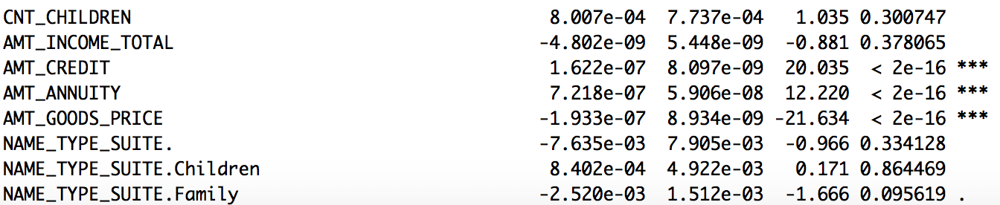 CNT_CHILDREN 8.007e-04 7.737e-04 1.035 0.300747
AMT_INCOME_TOTAL -4.802e-09 5.448e-09 -0.881 0.378065
AMT_CREDIT 1.622e-07 8.097e-09 20.035 < 2e-16 ***
AMT_ANNUITY 7.218e-07 5.906e-08 12.220 < 2e-16 ***
AMT_GOODS_PRICE -1.933e-07 8.934e-09 -21.634 < 2e-16 ***
NAME_TYPE_SUITE. -7.635e-03 7.905e-03 -0.966 0.334128
NAME_TYPE_SUITE.Children 8.402e-04 4.922e-03 0.171 0.864469
NAME_TYPE_SUITE.Family -2.520e-03 1.512e-03 -1.666 0.095619 .